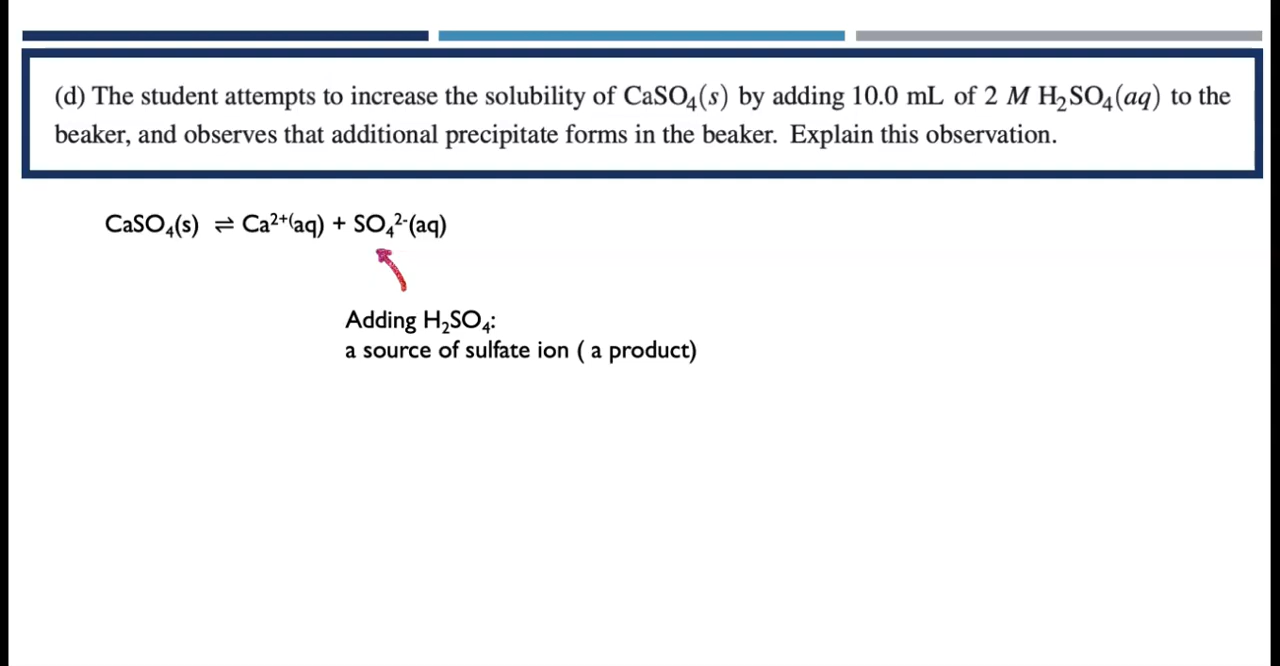 (d) The student attempts to increase the solubility of CaSO₄(s) by adding 10.0 mL of 2 M H₂SO₄(aq) to the
beaker, and observes that additional precipitate forms in the beaker. Explain this observation.
CaSO₄(s) ⇌ Ca²⁺(aq) + SO₄²⁻(aq)
Adding H₂SO₄:
a source of sulfate ion ( a product)